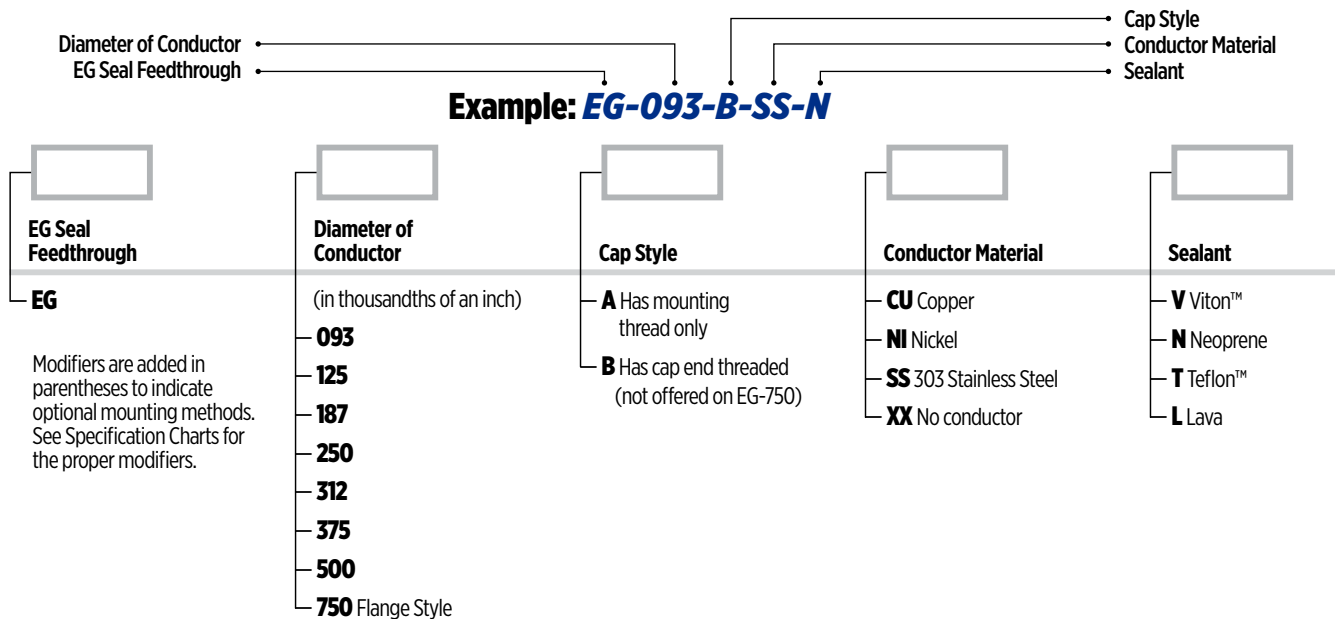 Diameter of Conductor
EG Seal Feedthrough
Cap Style
Conductor Material
Sealant
Example: EG-093-B-SS-N
EG Seal
Feedthrough
EG
Modifiers are added in
parentheses to indicate
optional mounting methods.
See Specification Charts for
the proper modifiers.
Diameter of
Conductor
(in thousandths of an inch)
093
125
187
250
312
375
500
750 Flange Style
Cap Style
A Has mounting
thread only
B Has cap end threaded
(not offered on EG-750)
Conductor Material
CU Copper
NI Nickel
SS 303 Stainless Steel
XX No conductor
Sealant
V Viton™
N Neoprene
T Teflon™
L Lava